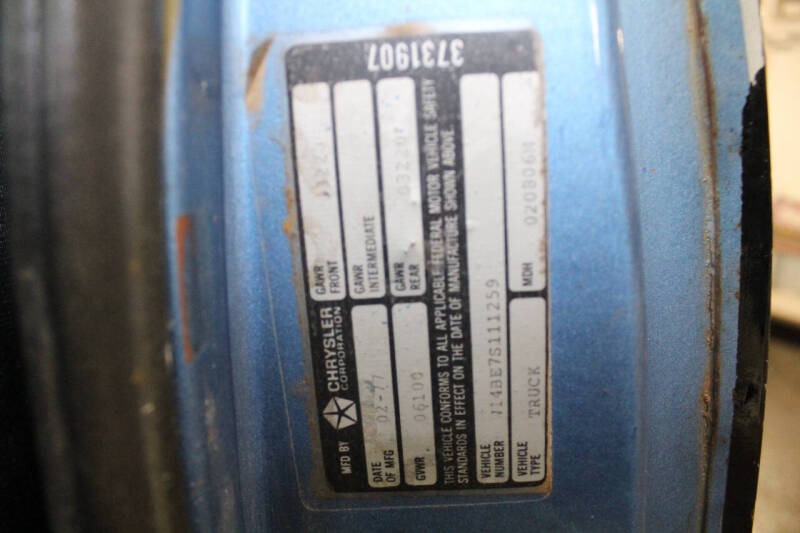 MFD BY CHRYSLER CORPORATION
DATE OF MFG 02-77
GAWR FRONT
GAWR INTERMEDIATE
GVWR 06100
GAWR REAR
THIS VEHICLE CONFORMS TO ALL APPLICABLE FEDERAL MOTOR VEHICLE SAFETY
STANDARDS IN EFFECT ON THE DATE OF MANUFACTURE SHOWN ABOVE.
VEHICLE NUMBER W14BE7S111259
VEHICLE TYPE TRUCK
MDH 020806
3731907